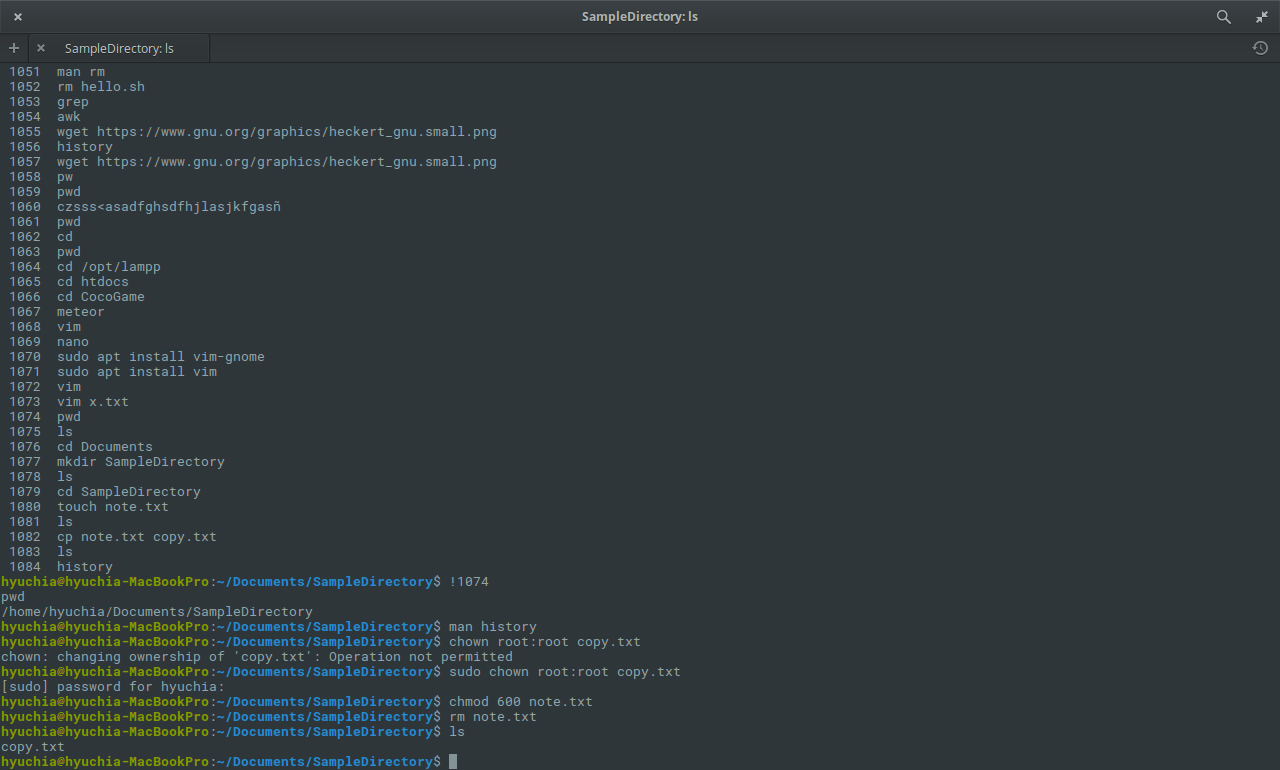 SampleDirectory: ls
SampleDirectory: ls
1051 man rm
1052 rm hello.sh
1053 grep
1054 awk
1055 wget https://www.gnu.org/graphics/heckert_gnu.small.png
1056 history
1057 wget https://www.gnu.org/graphics/heckert_gnu.small.png
1058 pw
1059 pwd
1060 czsss<asadfghsdfhjlasjkfgasñ
1061 pwd
1062 cd
1063 pwd
1064 cd /opt/lampp
1065 cd htdocs
1066 cd CocoGame
1067 meteor
1068 vim
1069 nano
1070 sudo apt install vim-gnome
1071 sudo apt install vim
1072 vim
1073 vim x.txt
1074 pwd
1075 ls
1076 cd Documents
1077 mkdir SampleDirectory
1078 ls
1079 cd SampleDirectory
1080 touch note.txt
1081 ls
1082 cp note.txt copy.txt
1083 ls
1084 history
hyuchia@hyuchia-MacBookPro:~/Documents/SampleDirectory$ !1074
pwd
/home/hyuchia/Documents/SampleDirectory
hyuchia@hyuchia-MacBookPro:~/Documents/SampleDirectory$ man history
hyuchia@hyuchia-MacBookPro:~/Documents/SampleDirectory$ chown root:root copy.txt
chown: changing ownership of 'copy.txt': Operation not permitted
hyuchia@hyuchia-MacBookPro:~/Documents/SampleDirectory$ sudo chown root:root copy.txt
[sudo] password for hyuchia:
hyuchia@hyuchia-MacBookPro:~/Documents/SampleDirectory$ chmod 600 note.txt
hyuchia@hyuchia-MacBookPro:~/Documents/SampleDirectory$ rm note.txt
hyuchia@hyuchia-MacBookPro:~/Documents/SampleDirectory$ ls
copy.txt
hyuchia@hyuchia-MacBookPro:~/Documents/SampleDirectory$